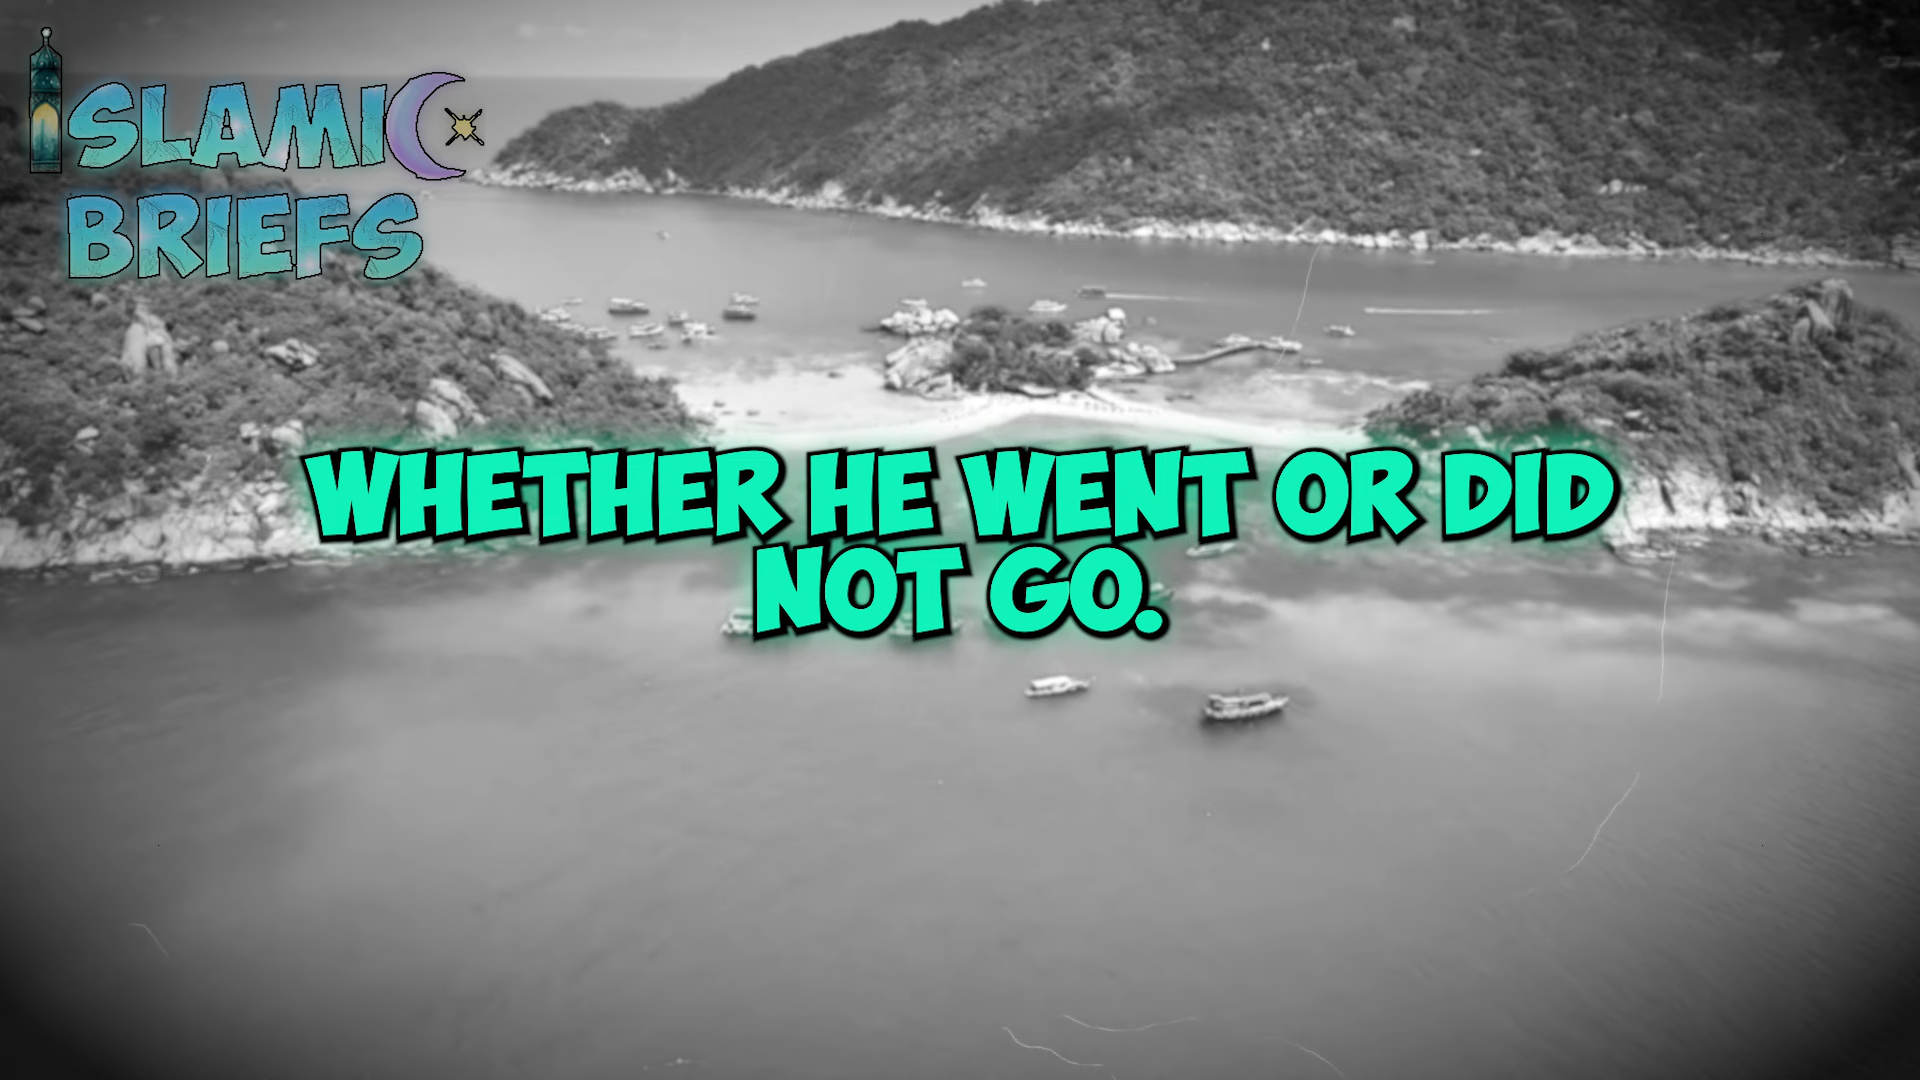 ISLAMIC
BRIEFS
WHETHER HE WENT OR DID
NOT GO.